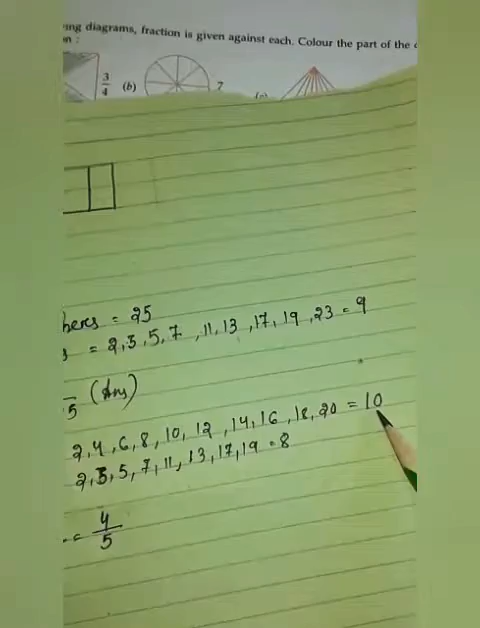 ing diagrams, fraction is given against each. Colour the part of the
n :
3/4 (b) 7
bers = 25
s = 2,3,5,7 ,11,13 ,17,19 ,23 = 9
5 (Ans)
2,4,6,8,10,12,14,16,18,20 = 10
2,3,5,7,11,13,17,19 = 8
= 4/5